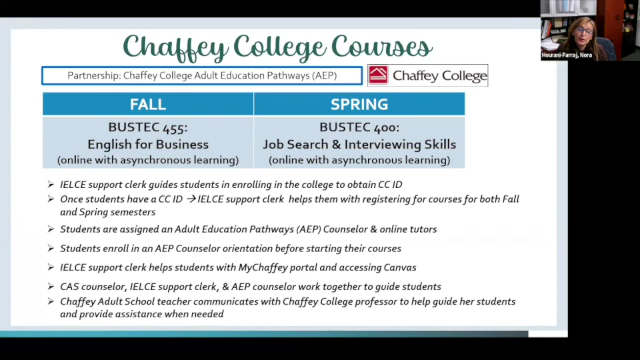 Chaffey College Courses
Partnership: Chaffey College Adult Education Pathways (AEP)
Chaffey College
FALL
SPRING
BUSTEC 455:
English for Business
(online with asynchronous learning)
BUSTEC 400:
Job Search & Interviewing Skills
(online with asynchronous learning)
➢ IELCE support clerk guides students in enrolling in the college to obtain CC ID
➢ Once students have a CC ID → IELCE support clerk helps them with registering for courses for both Fall
and Spring semesters
➢ Students are assigned an Adult Education Pathways (AEP) Counselor & online tutors
➢ Students enroll in an AEP Counselor orientation before starting their courses
➢ IELCE support clerk helps students with MyChaffey portal and accessing Canvas
➢ CAS counselor, IELCE support clerk, & AEP counselor work together to guide students
➢ Chaffey Adult School teacher communicates with Chaffey College professor to help guide her students
and provide assistance when needed
Hourani-Farraj, Nora